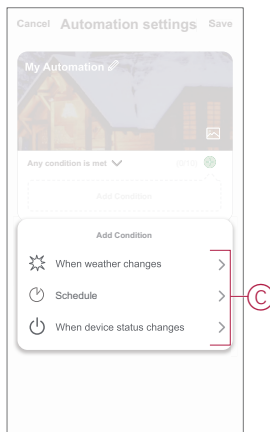 Cancel Automation settings Save
My Automation
Any condition is met
Add Condition
Add Condition
When weather changes
Schedule
When device status changes
C